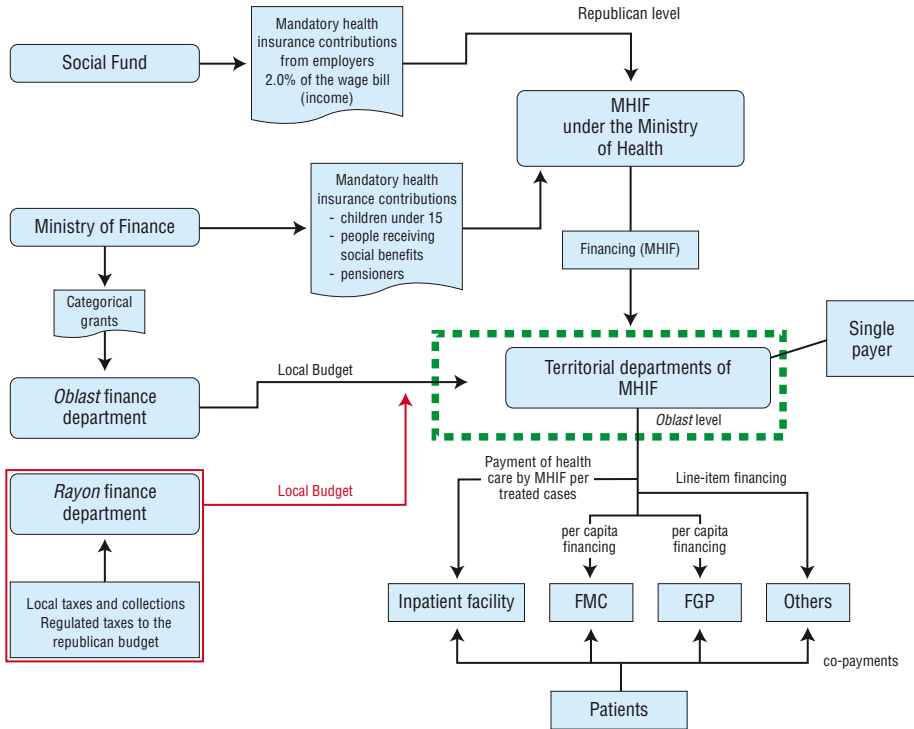 Republican level
Mandatory health
insurance contributions
from employers
2.0% of the wage bill
(income)
Social Fund
MHIF
under the Ministry
of Health
Mandatory health
insurance contributions
- children under 15
- people receiving
social benefits
- pensioners
Ministry of Finance
Financing (MHIF)
Categorical
grants
Single
payer
Territorial departments of
MHIF
Local Budget
Oblast finance
department
Oblast level
Payment of health
care by MHIF per
treated cases
Line-item financing
Rayon finance
department
Local Budget
per capita
financing
per capita
financing
Local taxes and collections
Regulated taxes to the
republican budget
Inpatient facility
FMC
FGP
Others
co-payments
Patients